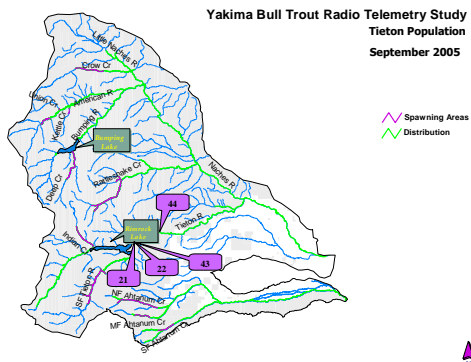 Yakima Bull Trout Radio Telemetry Study
Tieton Population
September 2005
Spawning Areas
Distribution
Little Naches R
Crow Cr
American R
Union Cr
Bumping R
Kettle Cr
Bumping
Lake
Deep Cr
Rattleshake Cr
Naches R
44
Tieton R
Rimrock
Lake
Indian Cr
43
22
21
SF Tieton R
NF Ahtanum Cr
MF Ahtanum Cr
SF Ahtanum Cr